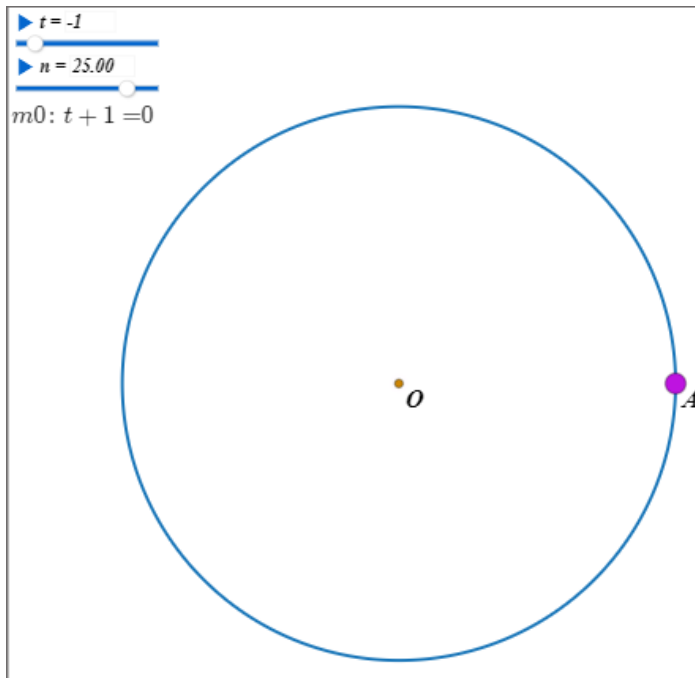 t = -1
n = 25.00
m0: t + 1 =0
O
A